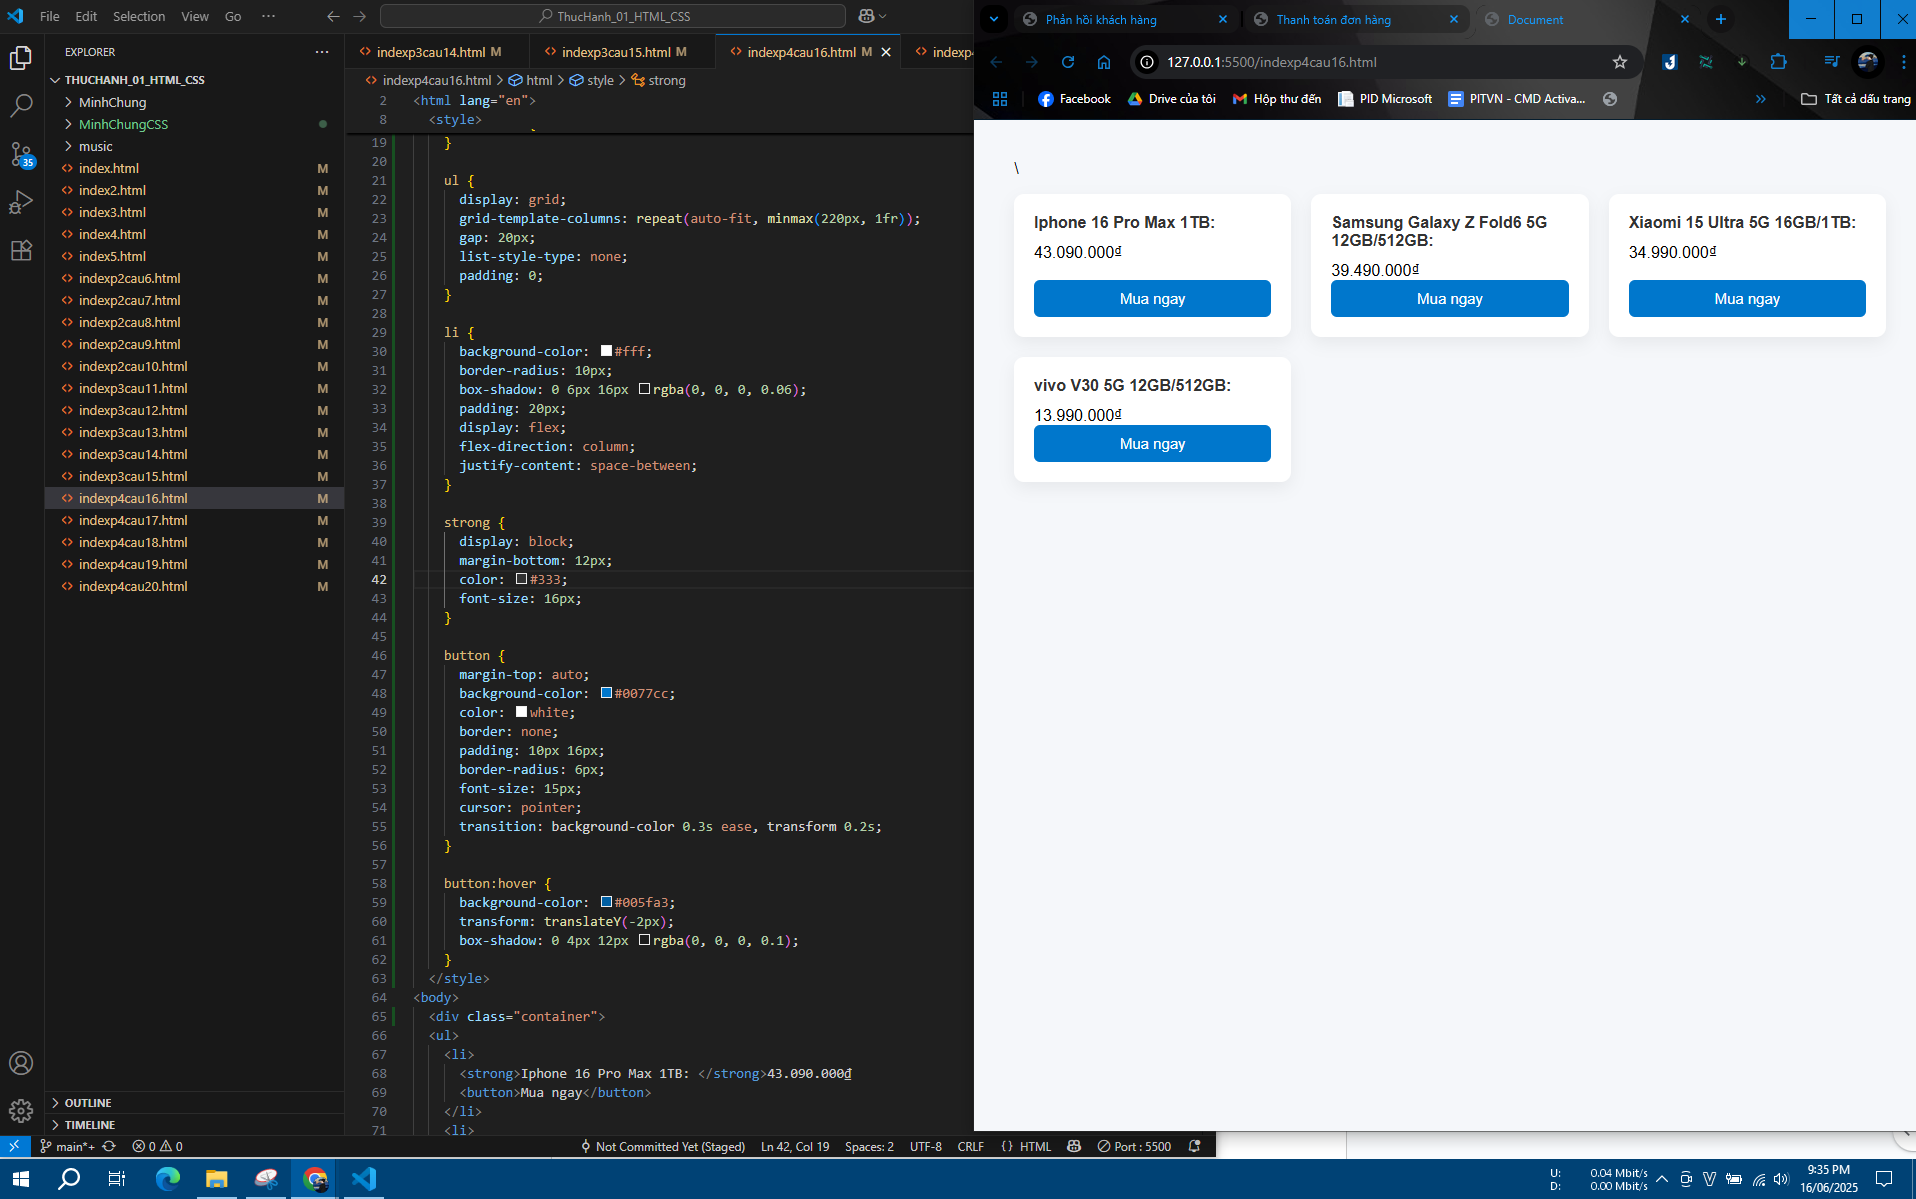 File Edit Selection View Go ··· ThucHanh_01_HTML_CSS
EXPLORER
THUCHANH_01_HTML_CSS
MinhChung
MinhChungCSS
music
index.html M
index2.html M
index3.html M
index4.html M
index5.html M
indexp2cau6.html M
indexp2cau7.html M
indexp2cau8.html M
indexp2cau9.html M
indexp2cau10.html M
indexp3cau11.html M
indexp3cau12.html M
indexp3cau13.html M
indexp3cau14.html M
indexp3cau15.html M
indexp4cau16.html M
indexp4cau17.html M
indexp4cau18.html M
indexp4cau19.html M
indexp4cau20.html M
OUTLINE
TIMELINE
35
indexp3cau14.html M indexp3cau15.html M indexp4cau16.html M indexp4
indexp4cau16.html > html > style > strong
2 <html lang="en">
8 <style>
19 }
20
21 ul {
22 display: grid;
23 grid-template-columns: repeat(auto-fit, minmax(220px, 1fr));
24 gap: 20px;
25 list-style-type: none;
26 padding: 0;
27 }
28
29 li {
30 background-color: #fff;
31 border-radius: 10px;
32 box-shadow: 0 6px 16px rgba(0, 0, 0, 0.06);
33 padding: 20px;
34 display: flex;
35 flex-direction: column;
36 justify-content: space-between;
37 }
38
39 strong {
40 display: block;
41 margin-bottom: 12px;
42 color: #333;
43 font-size: 16px;
44 }
45
46 button {
47 margin-top: auto;
48 background-color: #0077cc;
49 color: white;
50 border: none;
51 padding: 10px 16px;
52 border-radius: 6px;
53 font-size: 15px;
54 cursor: pointer;
55 transition: background-color 0.3s ease, transform 0.2s;
56 }
57
58 button:hover {
59 background-color: #005fa3;
60 transform: translateY(-2px);
61 box-shadow: 0 4px 12px rgba(0, 0, 0, 0.1);
62 }
63 </style>
64 <body>
65 <div class="container">
66 <ul>
67 <li>
68 <strong>Iphone 16 Pro Max 1TB: </strong>43.090.000₫
69 <button>Mua ngay</button>
70 </li>
71 <li>
main*+ 0 0 Not Committed Yet (Staged) Ln 42, Col 19 Spaces: 2 UTF-8 CRLF {} HTML Port : 5500
Phản hồi khách hàng Thanh toán đơn hàng Document
127.0.0.1:5500/indexp4cau16.html
Facebook Drive của tôi Hộp thư đến PID Microsoft PITVN - CMD Activa... Tất cả dấu trang
\
Iphone 16 Pro Max 1TB:
43.090.000₫
Mua ngay
Samsung Galaxy Z Fold6 5G
12GB/512GB:
39.490.000₫
Mua ngay
Xiaomi 15 Ultra 5G 16GB/1TB:
34.990.000₫
Mua ngay
vivo V30 5G 12GB/512GB:
13.990.000₫
Mua ngay
U: 0.04 Mbit/s
D: 0.00 Mbit/s
9:35 PM
16/06/2025